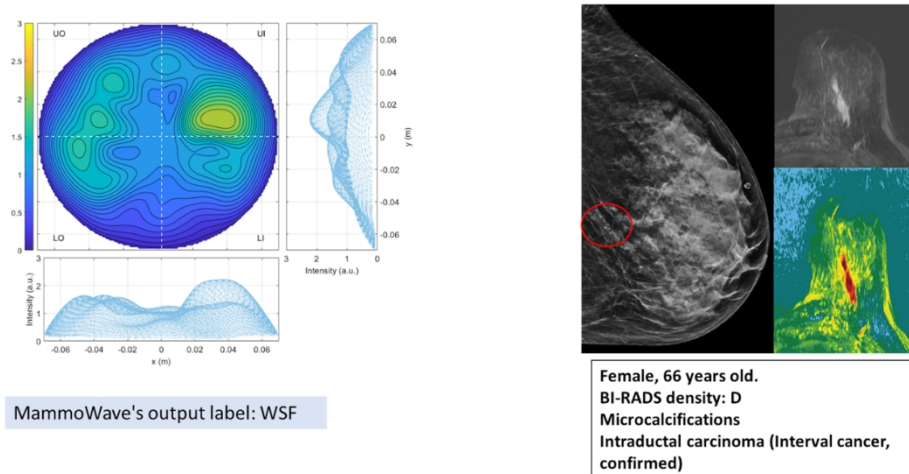 3
2.5
2
1.5
1
0.5
0
UO
UI
LO
LI
0.06
0.04
0.02
0
-0.02
-0.04
-0.06
y (m)
3 2 1 0
Intensity (a.u.)
3
2
1
0
Intensity (a.u.)
-0.06 -0.04 -0.02 0 0.02 0.04 0.06
x (m)
MammoWave's output label: WSF
Female, 66 years old.
BI-RADS density: D
Microcalcifications
Intraductal carcinoma (Interval cancer,
confirmed)